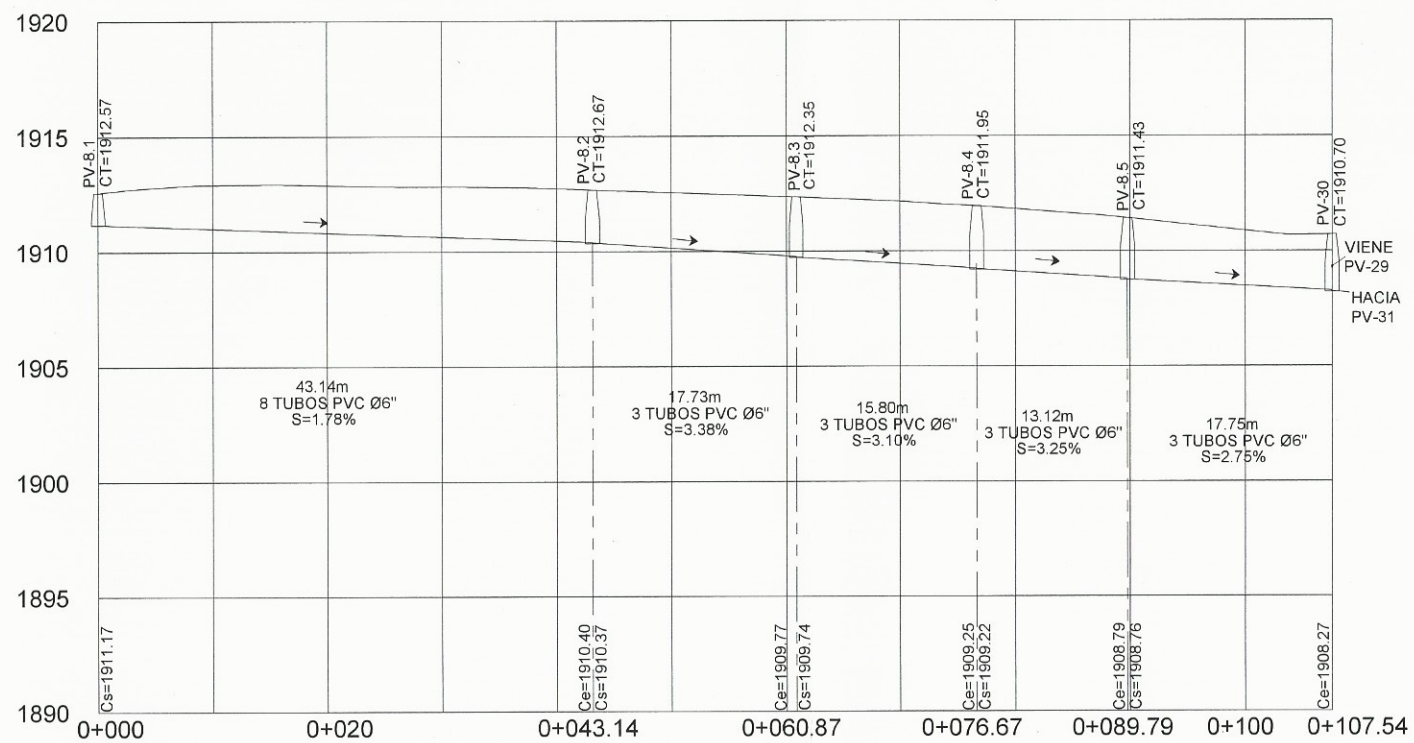 1920
1915
1910
1905
1900
1895
1890
PV-8.1
CT=1912.57
PV-8.2
CT=1912.67
PV-8.3
CT=1912.35
PV-8.4
CT=1911.95
PV-8.5
CT=1911.43
PV-30
CT=1910.70
VIENE
PV-29
HACIA
PV-31
43.14m
8 TUBOS PVC Ø6"
S=1.78%
17.73m
3 TUBOS PVC Ø6"
S=3.38%
15.80m
3 TUBOS PVC Ø6"
S=3.10%
13.12m
3 TUBOS PVC Ø6"
S=3.25%
17.75m
3 TUBOS PVC Ø6"
S=2.75%
Cs=1911.17
Ce=1910.40
Cs=1910.37
Ce=1909.77
Cs=1909.74
Ce=1909.25
Cs=1909.22
Ce=1908.79
Cs=1908.76
Ce=1908.27
0+000
0+020
0+043.14
0+060.87
0+076.67
0+089.79
0+100
0+107.54